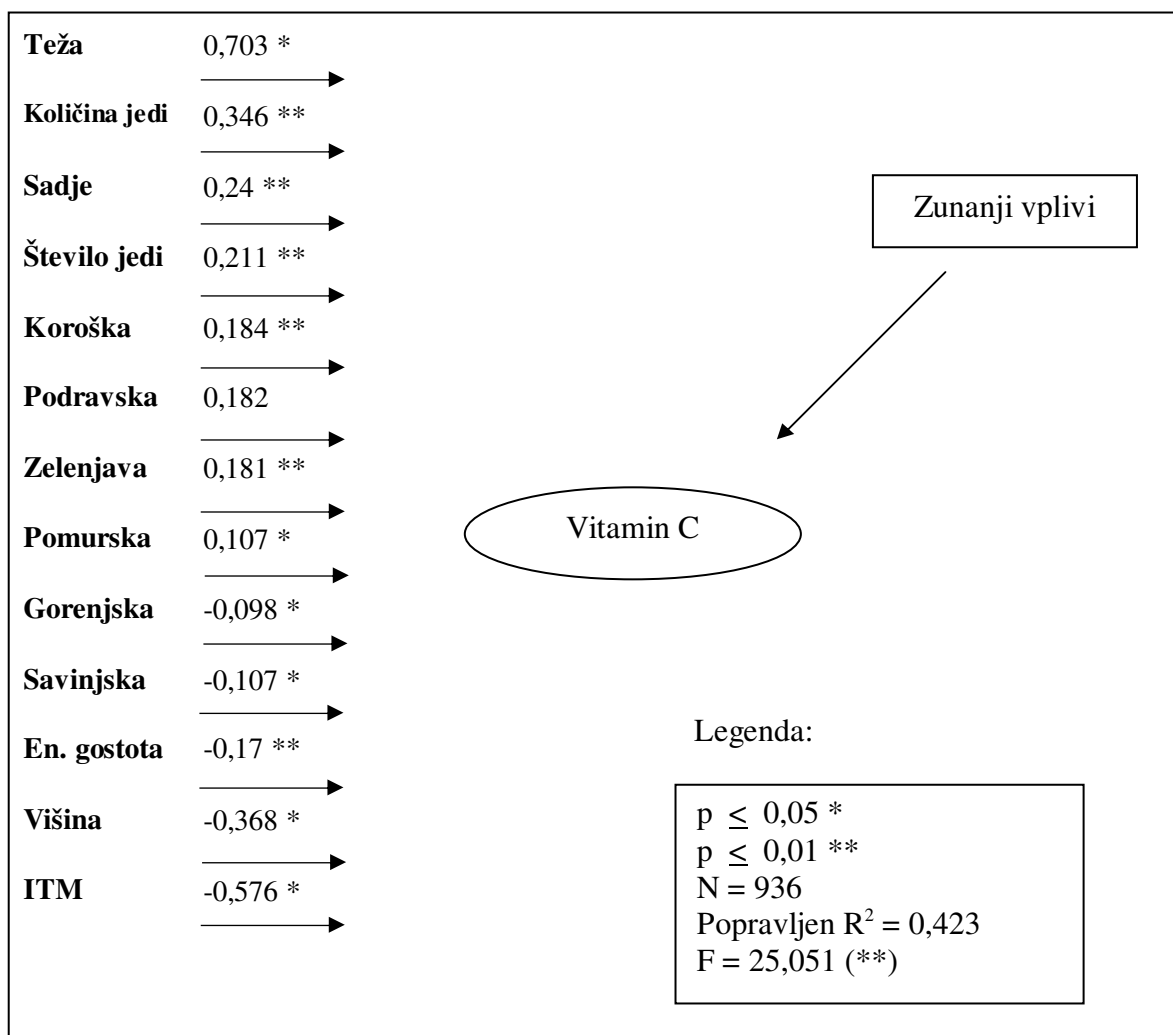 Teža 0,703 *
Količina jedi 0,346 **
Sadje 0,24 **
Zunanji vplivi
Število jedi 0,211 **
Koroška 0,184 **
Podravska 0,182
Zelenjava 0,181 **
Pomurska 0,107 *
Vitamin C
Gorenjska -0,098 *
Savinjska -0,107 *
En. gostota -0,17 **
Višina -0,368 *
ITM -0,576 *
Legenda:
p ≤ 0,05 *
p ≤ 0,01 **
N = 936
Popravljen R² = 0,423
F = 25,051 (**)